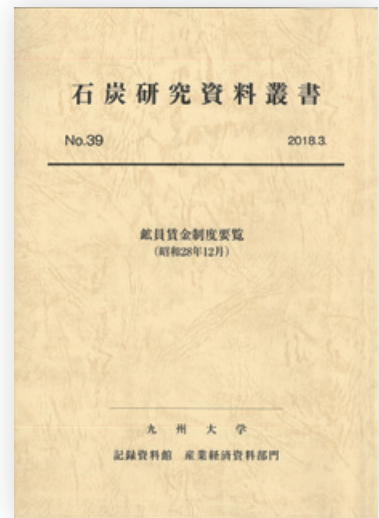 石炭研究資料叢書
No.39 2018.3.
鉱員賃金制度要覧
(昭和28年12月)
九州大学
記録資料館 産業経済資料部門